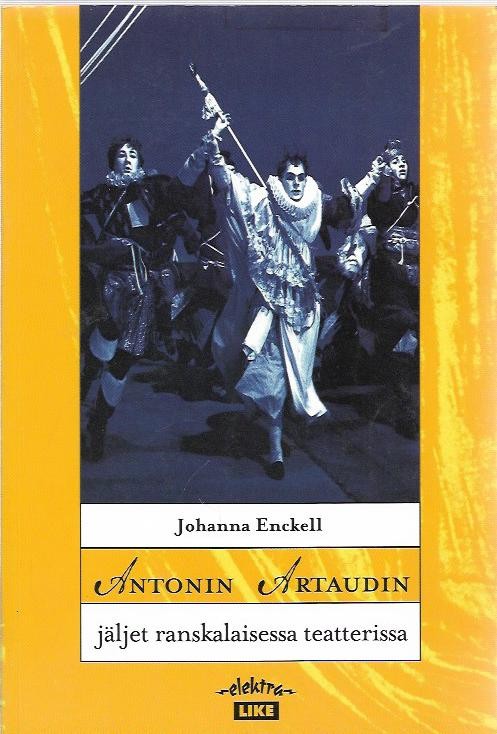 Johanna Enckell
ANTONIN ARTAUDIN
jäljet ranskalaisessa teatterissa
elektra
LIKE